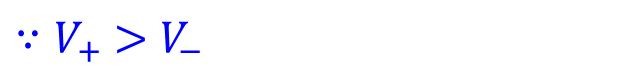 ∵ V₊ > V₋